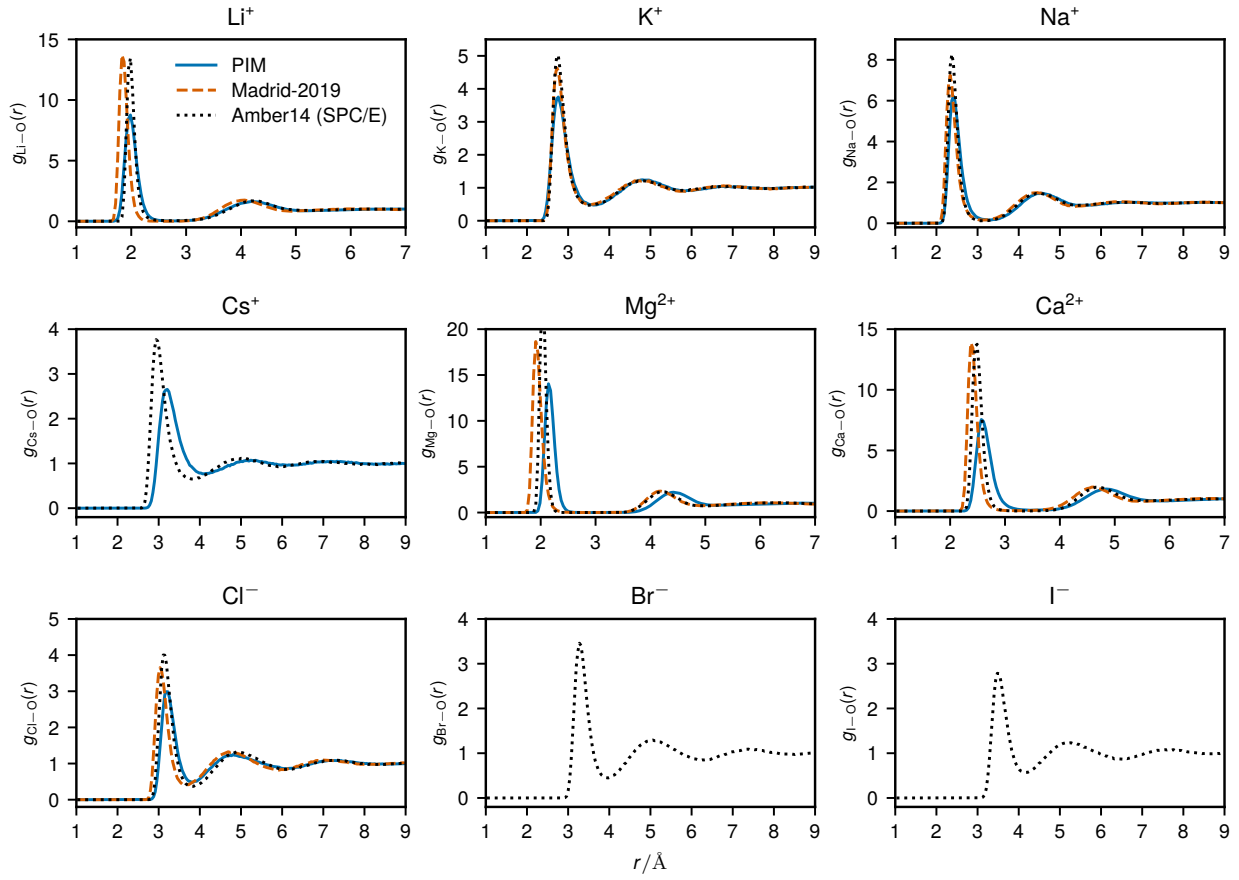 Li⁺
K⁺
Na⁺
15
10
5
0
g_Li−O(r)
PIM
Madrid-2019
Amber14 (SPC/E)
1 2 3 4 5 6 7
5
4
3
2
1
0
g_K−O(r)
1 2 3 4 5 6 7 8 9
8
6
4
2
0
g_Na−O(r)
1 2 3 4 5 6 7 8 9
Cs⁺
Mg²⁺
Ca²⁺
4
3
2
1
0
g_Cs−O(r)
1 2 3 4 5 6 7 8 9
20
15
10
5
0
g_Mg−O(r)
1 2 3 4 5 6 7
15
10
5
0
g_Ca−O(r)
1 2 3 4 5 6 7
Cl⁻
Br⁻
I⁻
5
4
3
2
1
0
g_Cl−O(r)
1 2 3 4 5 6 7 8 9
4
3
2
1
0
g_Br−O(r)
1 2 3 4 5 6 7 8 9
4
3
2
1
0
g_I−O(r)
1 2 3 4 5 6 7 8 9
r/Å